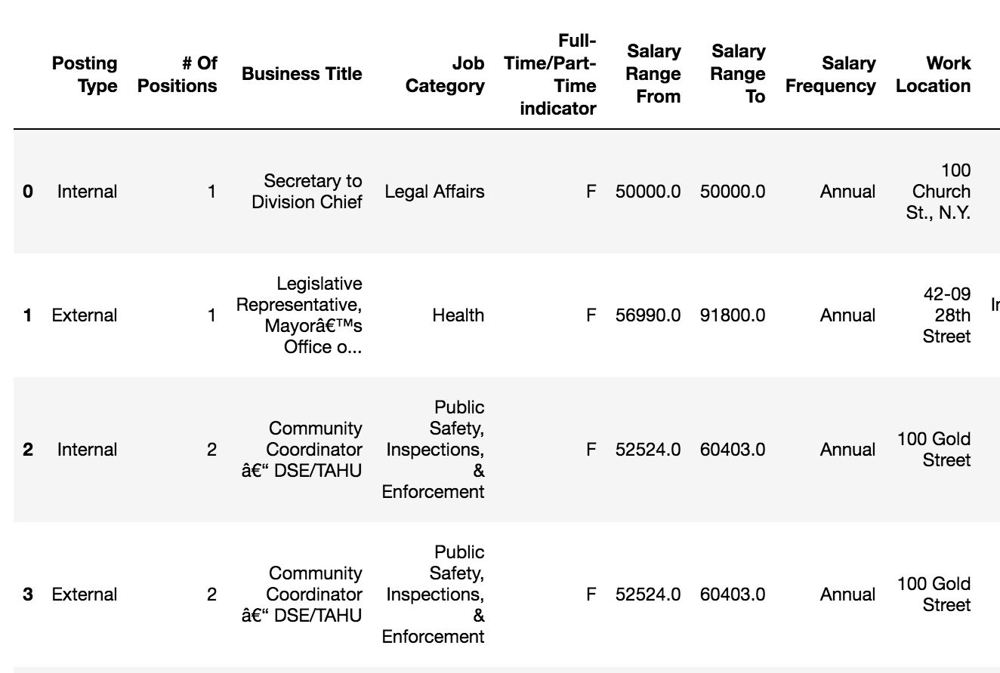 Posting Type # Of Positions Business Title Job Category Full-Time/Part-Time indicator Salary Range From Salary Range To Salary Frequency Work Location
0 Internal 1 Secretary to Division Chief Legal Affairs F 50000.0 50000.0 Annual 100 Church St., N.Y.
1 External 1 Legislative Representative, Mayorâ€™s Office o... Health F 56990.0 91800.0 Annual 42-09 28th Street
2 Internal 2 Community Coordinator â€“ DSE/TAHU Public Safety, Inspections, & Enforcement F 52524.0 60403.0 Annual 100 Gold Street
3 External 2 Community Coordinator â€“ DSE/TAHU Public Safety, Inspections, & Enforcement F 52524.0 60403.0 Annual 100 Gold Street